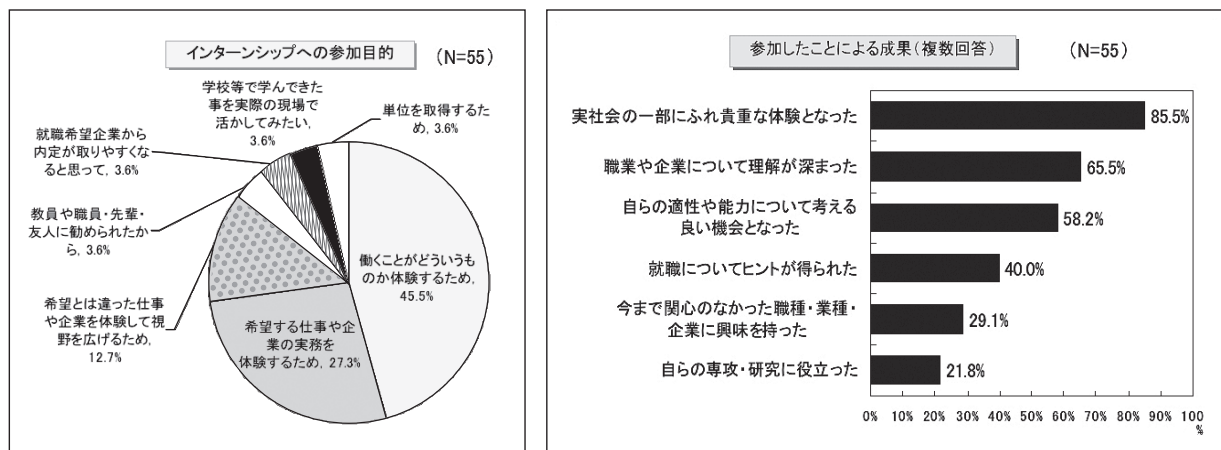 インターンシップへの参加目的
(N=55)
学校等で学んできた
事を実際の現場で
活かしてみたい,
3.6%
単位を取得するた
め, 3.6%
就職希望企業から
内定が取りやすくな
ると思って, 3.6%
教員や職員・先輩・
友人に勧められたか
ら, 3.6%
希望とは違った仕事
や企業を体験して視
野を広げるため,
12.7%
働くことがどういうも
のか体験するため,
45.5%
希望する仕事や企
業の実務を
体験するため, 27.3%
参加したことによる成果(複数回答)
(N=55)
実社会の一部にふれ貴重な体験となった
85.5%
職業や企業について理解が深まった
65.5%
自らの適性や能力について考える
良い機会となった
58.2%
就職についてヒントが得られた
40.0%
今まで関心のなかった職種・業種・
企業に興味を持った
29.1%
自らの専攻・研究に役立った
21.8%
0% 10% 20% 30% 40% 50% 60% 70% 80% 90% 100
%